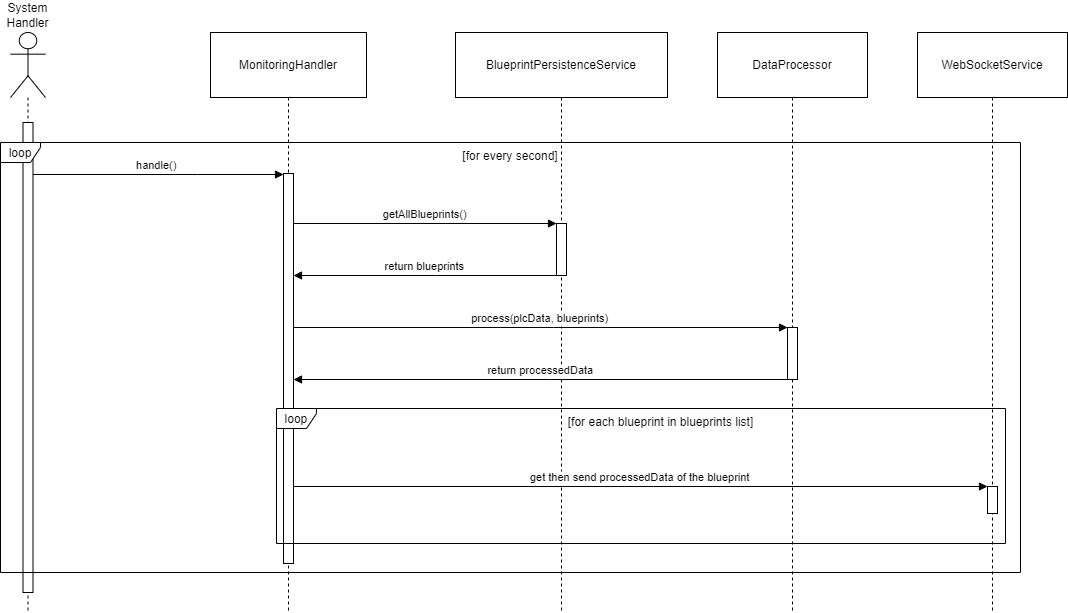 System
Handler
MonitoringHandler
BlueprintPersistenceService
DataProcessor
WebSocketService
loop
[for every second]
handle()
getAllBlueprints()
return blueprints
process(plcData, blueprints)
return processedData
loop
[for each blueprint in blueprints list]
get then send processedData of the blueprint